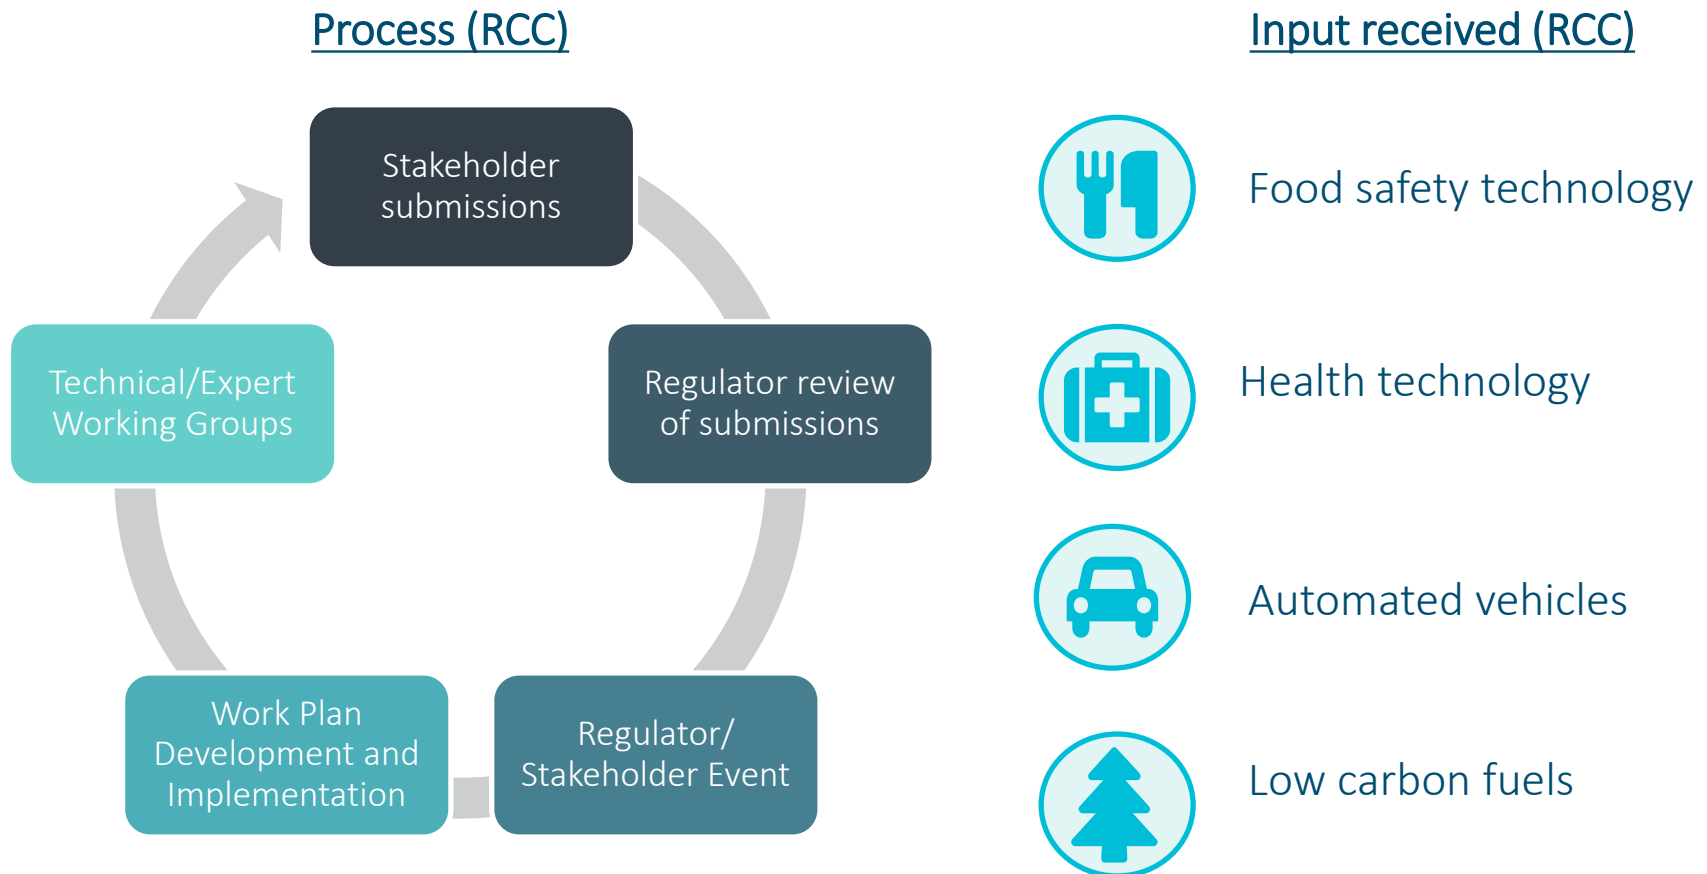 Process (RCC)
Stakeholder
submissions
Regulator review
of submissions
Regulator/
Stakeholder Event
Work Plan
Development and
Implementation
Technical/Expert
Working Groups
Input received (RCC)
Food safety technology
Health technology
Automated vehicles
Low carbon fuels